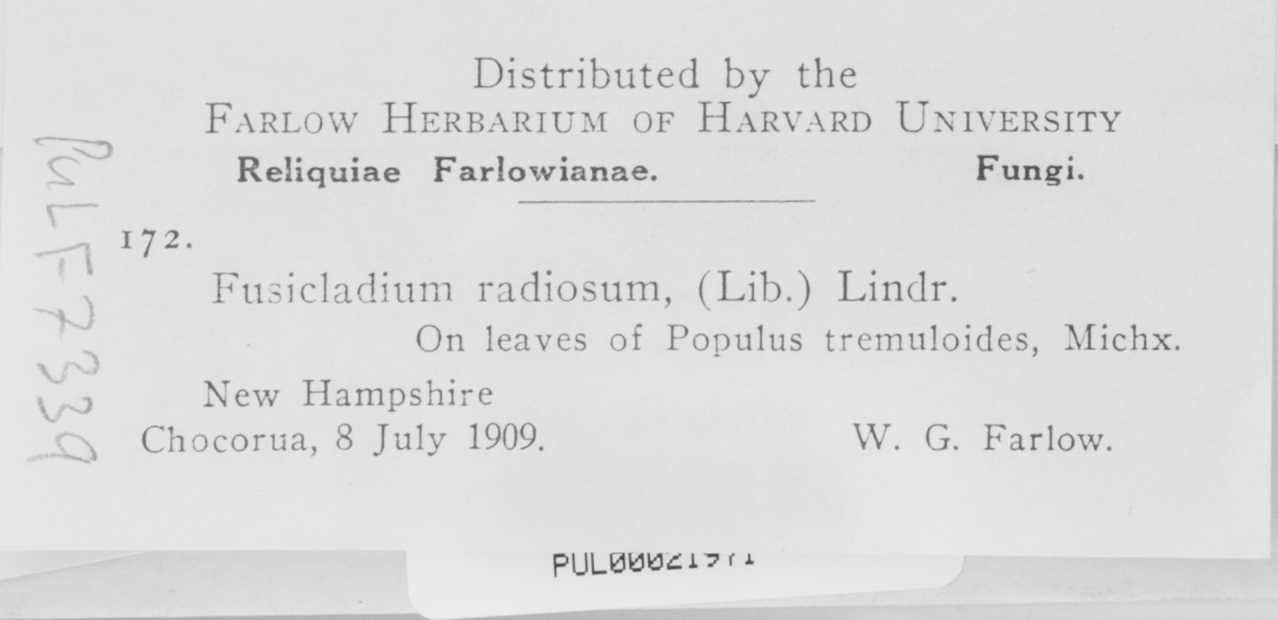 Distributed by the
FARLOW HERBARIUM OF HARVARD UNIVERSITY
Reliquiae Farlowianae. Fungi.
172.
Fusicladium radiosum, (Lib.) Lindr.
On leaves of Populus tremuloides, Michx.
New Hampshire
Chocorua, 8 July 1909. W. G. Farlow.
PUL F 7339